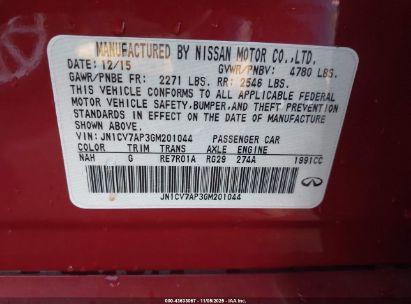 MANUFACTURED BY NISSAN MOTOR CO., LTD.
DATE: 12/15 GVWR/PNBV: 4780 LBS.
GAWR/PNBE FR: 2271 LBS. RR: 2546 LBS.
THIS VEHICLE CONFORMS TO ALL APPLICABLE FEDERAL
MOTOR VEHICLE SAFETY, BUMPER, AND THEFT PREVENTION
STANDARDS IN EFFECT ON THE DATE OF MANUFACTURE
SHOWN ABOVE.
VIN: JN1CV7AP3GM201044 PASSENGER CAR
COLOR TRIM TRANS AXLE ENGINE
NAH G RE7R01A RG29 274A 1991CC
JN1CV7AP3GM201044
INFINITI